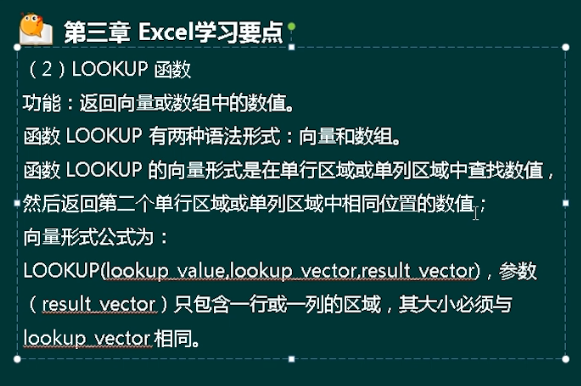 第三章 Excel学习要点
（2）LOOKUP 函数
功能：返回向量或数组中的数值。
函数 LOOKUP 有两种语法形式：向量和数组。
函数 LOOKUP 的向量形式是在单行区域或单列区域中查找数值，
然后返回第二个单行区域或单列区域中相同位置的数值；
向量形式公式为：
LOOKUP(lookup_value,lookup_vector,result_vector)，参数
（result_vector）只包含一行或一列的区域，其大小必须与
lookup_vector 相同。